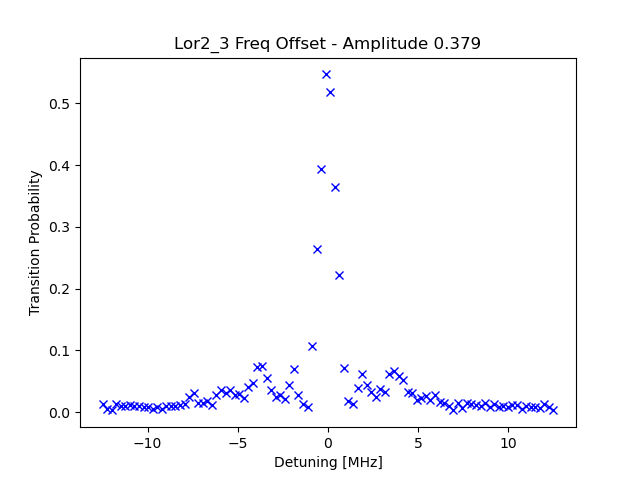 Lor2_3 Freq Offset - Amplitude 0.379
Transition Probability
0.5
0.4
0.3
0.2
0.1
0.0
−10 −5 0 5 10
Detuning [MHz]